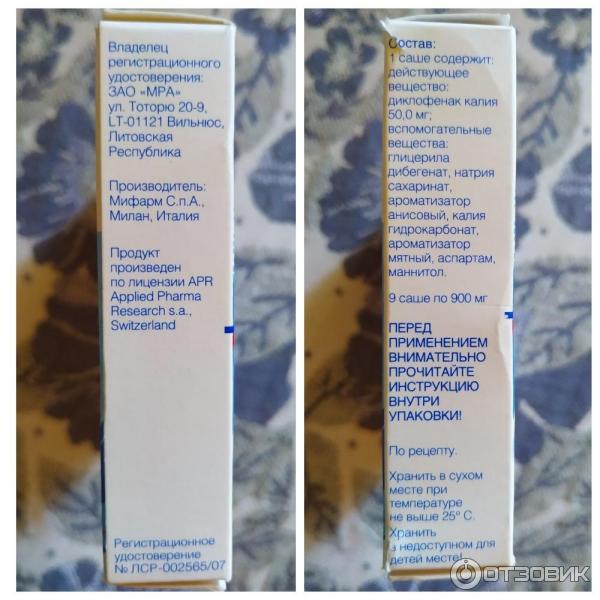 Владелец
регистрационного
удостоверения:
ЗАО «МРА»
ул. Тоторю 20-9,
LT-01121 Вильнюс,
Литовская
Республика
Производитель:
Мифарм С.п.А.,
Милан, Италия
Продукт
произведен
по лицензии APR
Applied Pharma
Research s.a.,
Switzerland
Регистрационное
удостоверение
№ ЛСР-002565/07
Состав:
1 саше содержит:
действующее
вещество:
диклофенак калия
50,0 мг;
вспомогательные
вещества:
глицерила
дибегенат, натрия
сахаринат,
ароматизатор
анисовый, калия
гидрокарбонат,
ароматизатор
мятный, аспартам,
маннитол.
9 саше по 900 мг
ПЕРЕД
ПРИМЕНЕНИЕМ
ВНИМАТЕЛЬНО
ПРОЧИТАЙТЕ
ИНСТРУКЦИЮ
ВНУТРИ
УПАКОВКИ!
По рецепту.
Хранить в сухом
месте при
температуре
не выше 25° С.
Хранить
в недоступном для
детей месте!
ОТЗОВИК